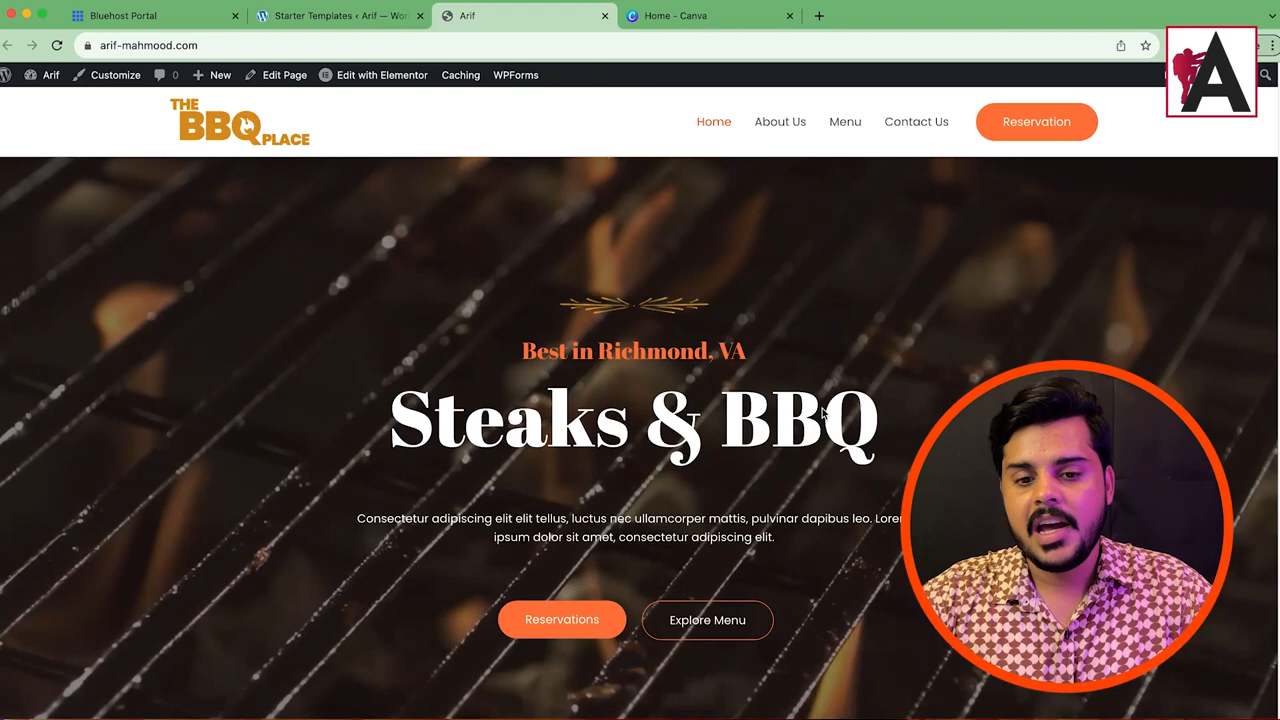 Bluehost Portal
Starter Templates ‹ Arif — Wor
Arif
Home - Canva
arif-mahmood.com
Arif
Customize
0
New
Edit Page
Edit with Elementor
Caching
WPForms
A
THE
BBQ
PLACE
Home
About Us
Menu
Contact Us
Reservation
Best in Richmond, VA
Steaks & BBQ
Consectetur adipiscing elit elit tellus, luctus nec ullamcorper mattis, pulvinar dapibus leo. Lorem
ipsum dolor sit amet, consectetur adipiscing elit.
Reservations
Explore Menu